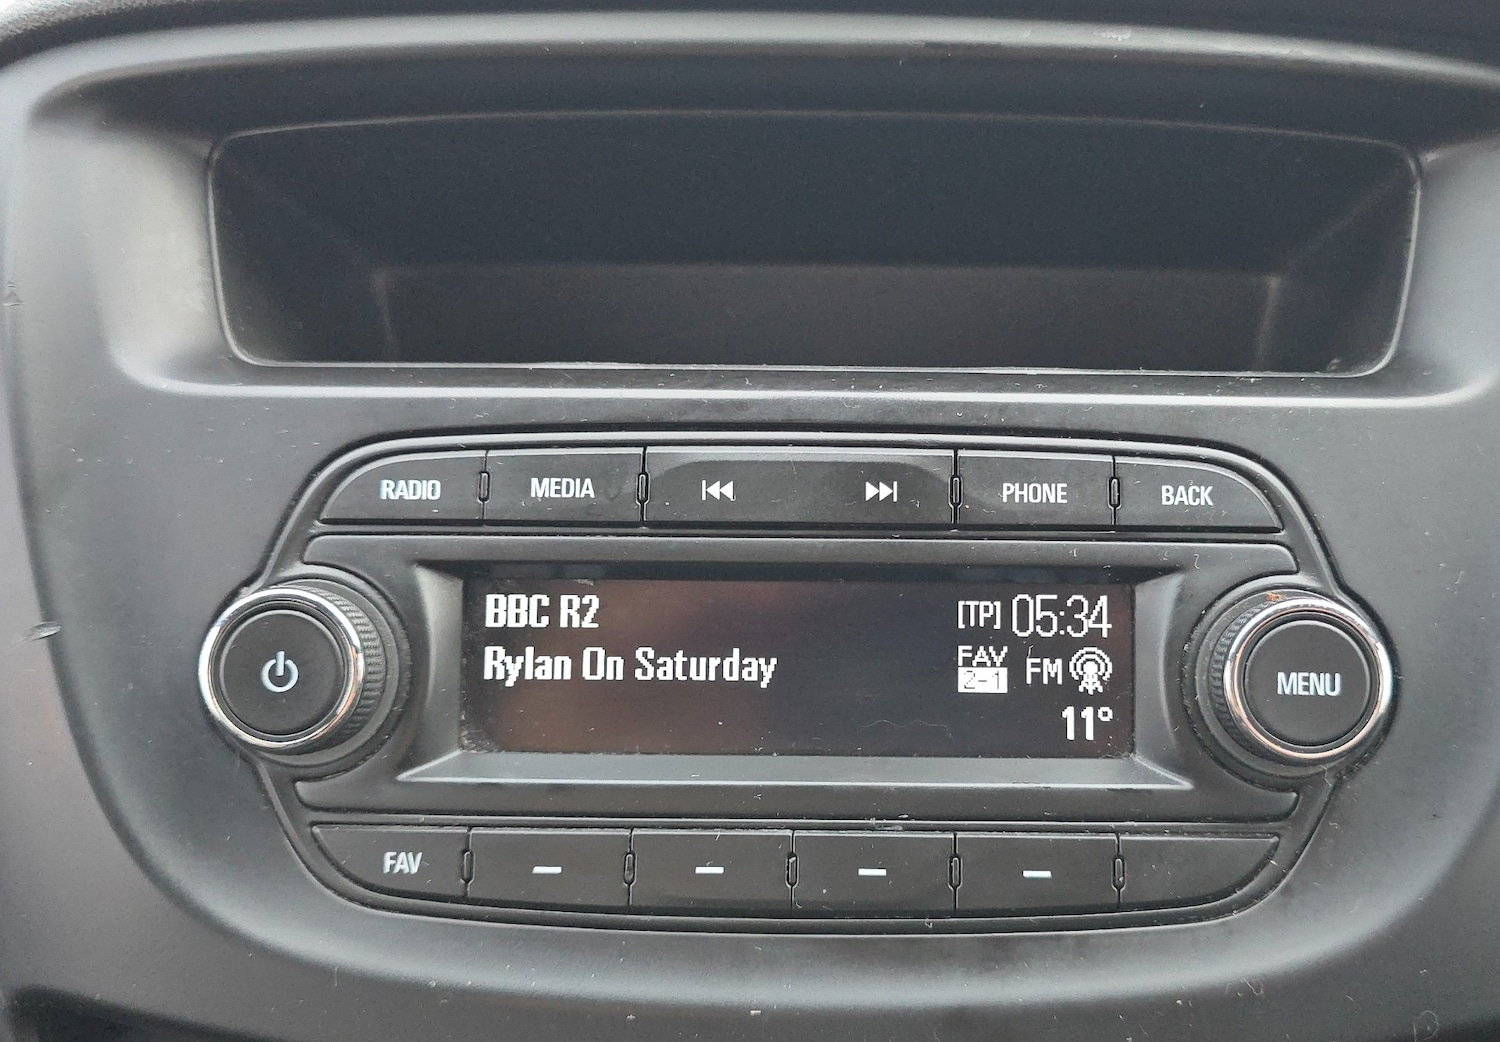 RADIO MEDIA PHONE BACK
BBC R2 [TP] 05:34
Rylan On Saturday FAV 2-1 FM
11°
MENU
FAV